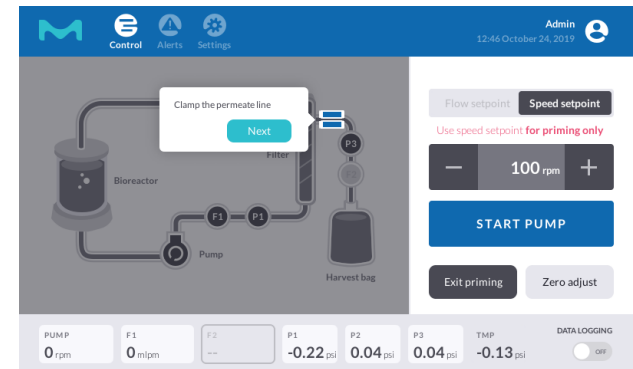 Admin
12:46 October 24, 2019
Control Alerts Settings
Clamp the permeate line
Next
Filter
Bioreactor
P3
F1 P1
Pump
Harvest bag
Flow setpoint Speed setpoint
Use speed setpoint for priming only
100 rpm
START PUMP
Exit priming Zero adjust
PUMP F1 F2 P1 P2 P3 TMP DATA LOGGING
0 rpm 0 mlpm -- -0.22 psi 0.04 psi 0.04 psi -0.13 psi OFF